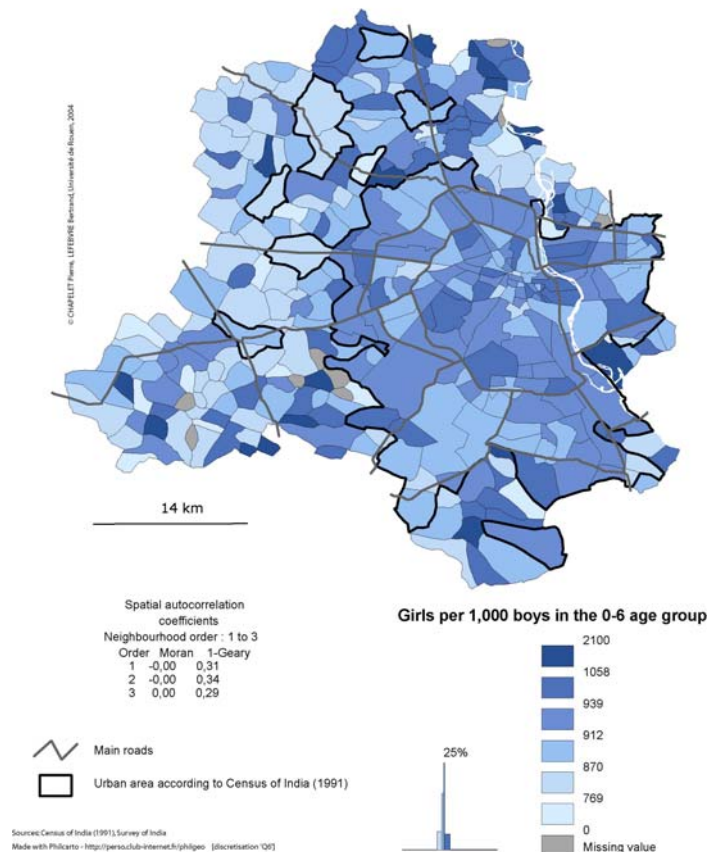 © CHAPELET Pierre, LEFEBVRE Bertrand, Université de Rouen, 2004
14 km
Spatial autocorrelation
coefficients
Neighbourhood order : 1 to 3
Order Moran 1-Geary
1 -0,00 0,31
2 -0,00 0,34
3 0,00 0,29
Main roads
Urban area according to Census of India (1991)
Girls per 1,000 boys in the 0-6 age group
2100
1058
939
912
870
769
0
Missing value
25%
Sources: Census of India (1991), Survey of India
Made with Philcarto - http://perso.club-internet.fr/philgeo [discretisation 'Q6']